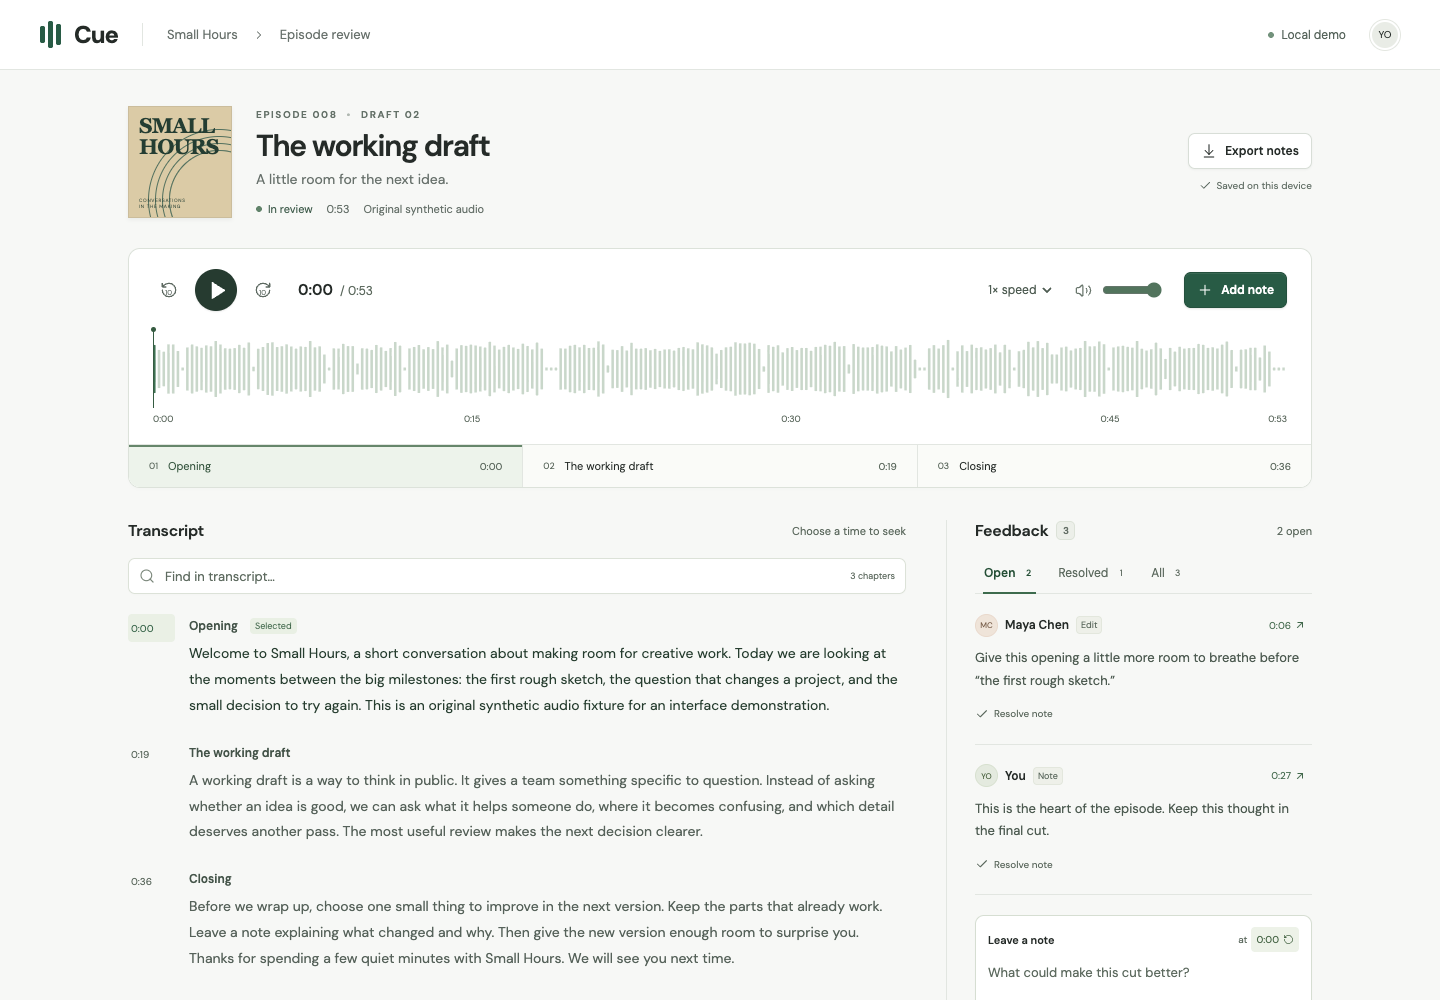 Cue
Small Hours
Episode review
Local demo
YO
SMALL
HOURS
CONVERSATIONS
IN THE MAKING
EPISODE 008 • DRAFT 02
The working draft
A little room for the next idea.
In review 0:53 Original synthetic audio
Export notes
Saved on this device
10
10
0:00 / 0:53
1× speed
Add note
0:00 0:15 0:30 0:45 0:53
01 Opening 0:00
02 The working draft 0:19
03 Closing 0:36
Transcript
Choose a time to seek
Find in transcript…
3 chapters
0:00
Opening Selected
Welcome to Small Hours, a short conversation about making room for creative work. Today we are looking at
the moments between the big milestones: the first rough sketch, the question that changes a project, and the
small decision to try again. This is an original synthetic audio fixture for an interface demonstration.
0:19
The working draft
A working draft is a way to think in public. It gives a team something specific to question. Instead of asking
whether an idea is good, we can ask what it helps someone do, where it becomes confusing, and which detail
deserves another pass. The most useful review makes the next decision clearer.
0:36
Closing
Before we wrap up, choose one small thing to improve in the next version. Keep the parts that already work.
Leave a note explaining what changed and why. Then give the new version enough room to surprise you.
Thanks for spending a few quiet minutes with Small Hours. We will see you next time.
Feedback 3
2 open
Open 2 Resolved 1 All 3
MC Maya Chen Edit 0:06
Give this opening a little more room to breathe before
“the first rough sketch.”
Resolve note
YO You Note 0:27
This is the heart of the episode. Keep this thought in
the final cut.
Resolve note
Leave a note at 0:00
What could make this cut better?